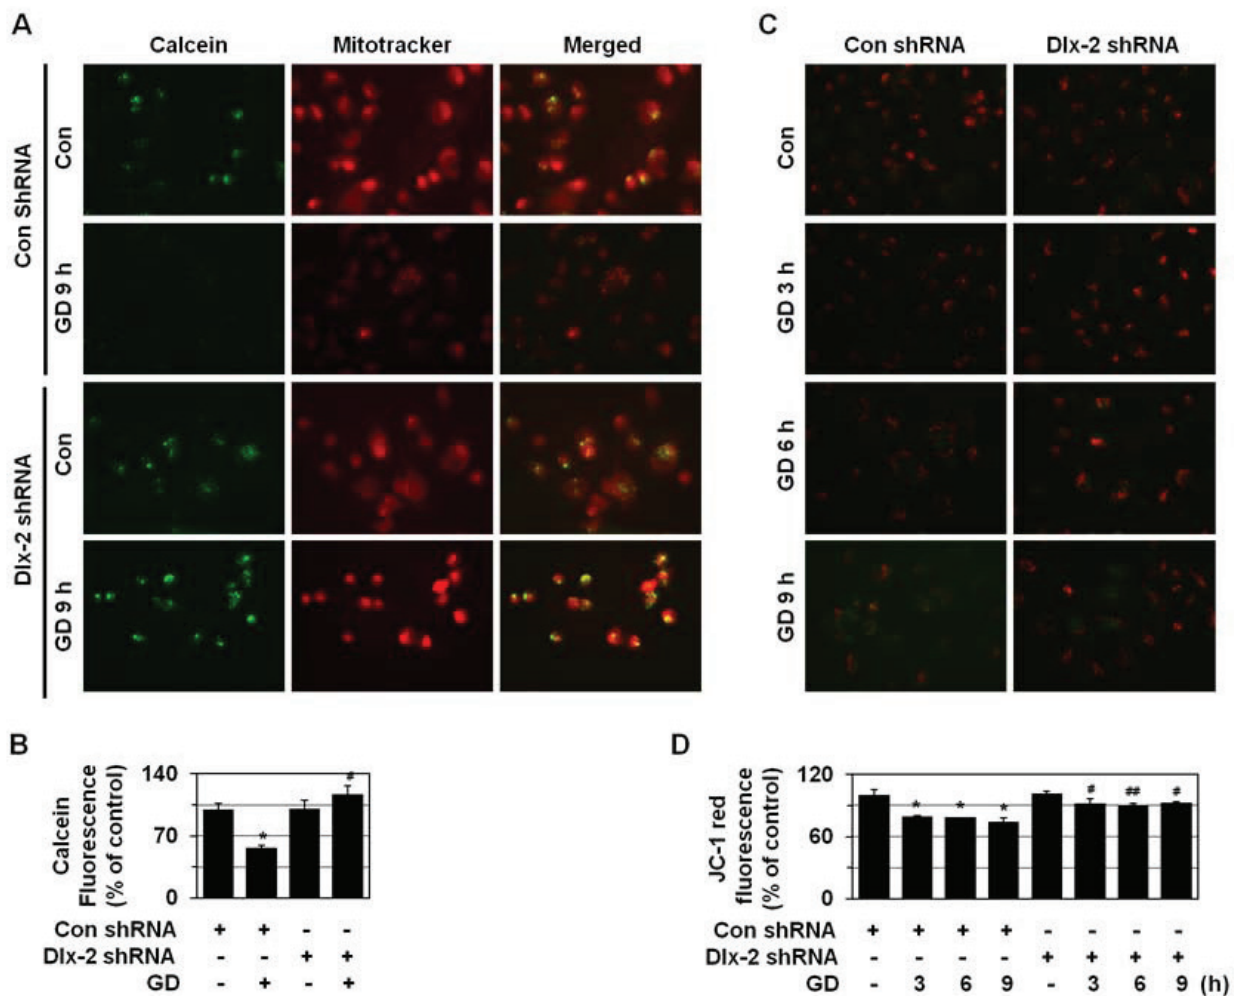 A
Calcein Mitotracker Merged
Con ShRNA
Con
GD 9 h
Dlx-2 shRNA
Con
GD 9 h
C
Con shRNA Dlx-2 shRNA
Con
GD 3 h
GD 6 h
GD 9 h
B
Calcein
Fluorescence
(% of control)
140
70
0
* #
Con shRNA + + - -
Dlx-2 shRNA - - + +
GD - + - +
D
JC-1 red
fluorescence
(% of control)
120
60
0
* * * # ## #
Con shRNA + + + + - - - -
Dlx-2 shRNA - - - - + + + +
GD - 3 6 9 - 3 6 9 (h)